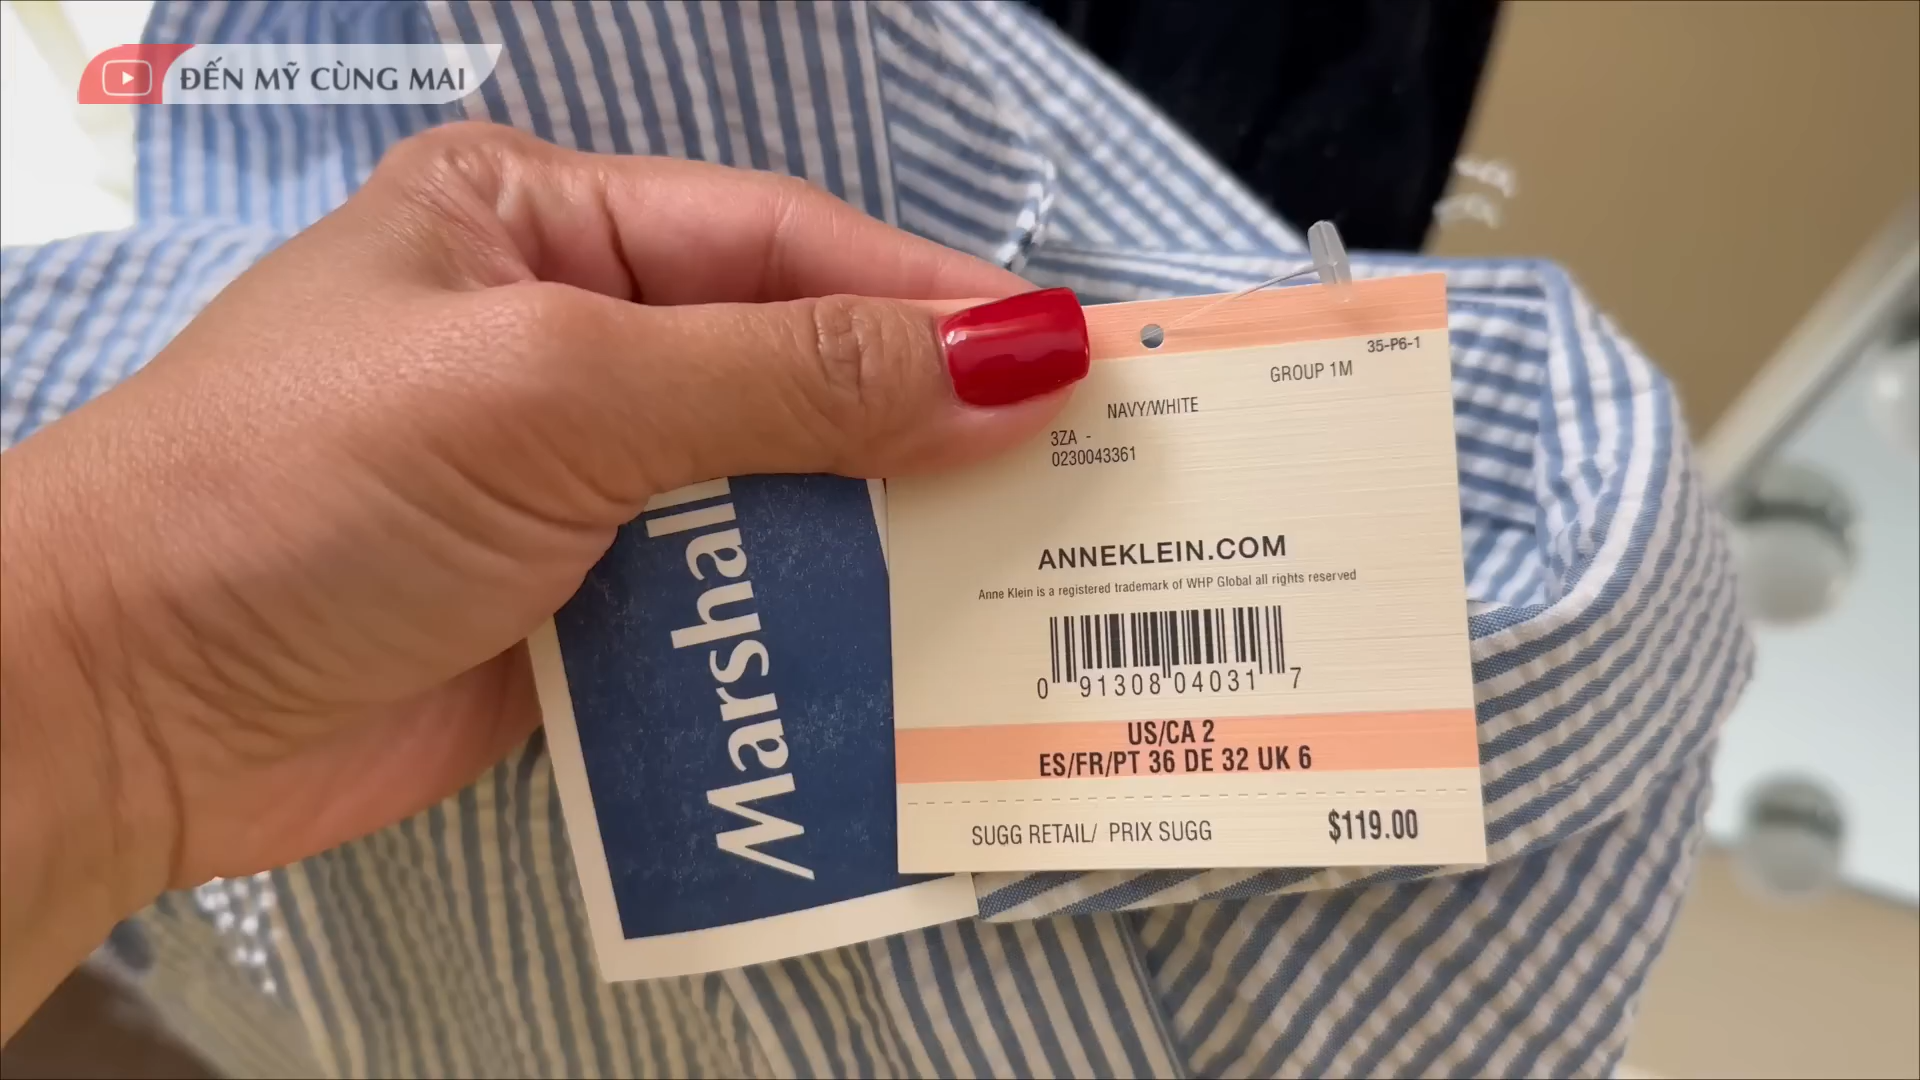 ĐẾN MỸ CÙNG MAI
35-P6-1
GROUP 1M
NAVY/WHITE
3ZA -
0230043361
ANNEKLEIN.COM
Anne Klein is a registered trademark of WHP Global all rights reserved
0 91308 04031 7
US/CA 2
ES/FR/PT 36 DE 32 UK 6
SUGG RETAIL/ PRIX SUGG $119.00
Marshall